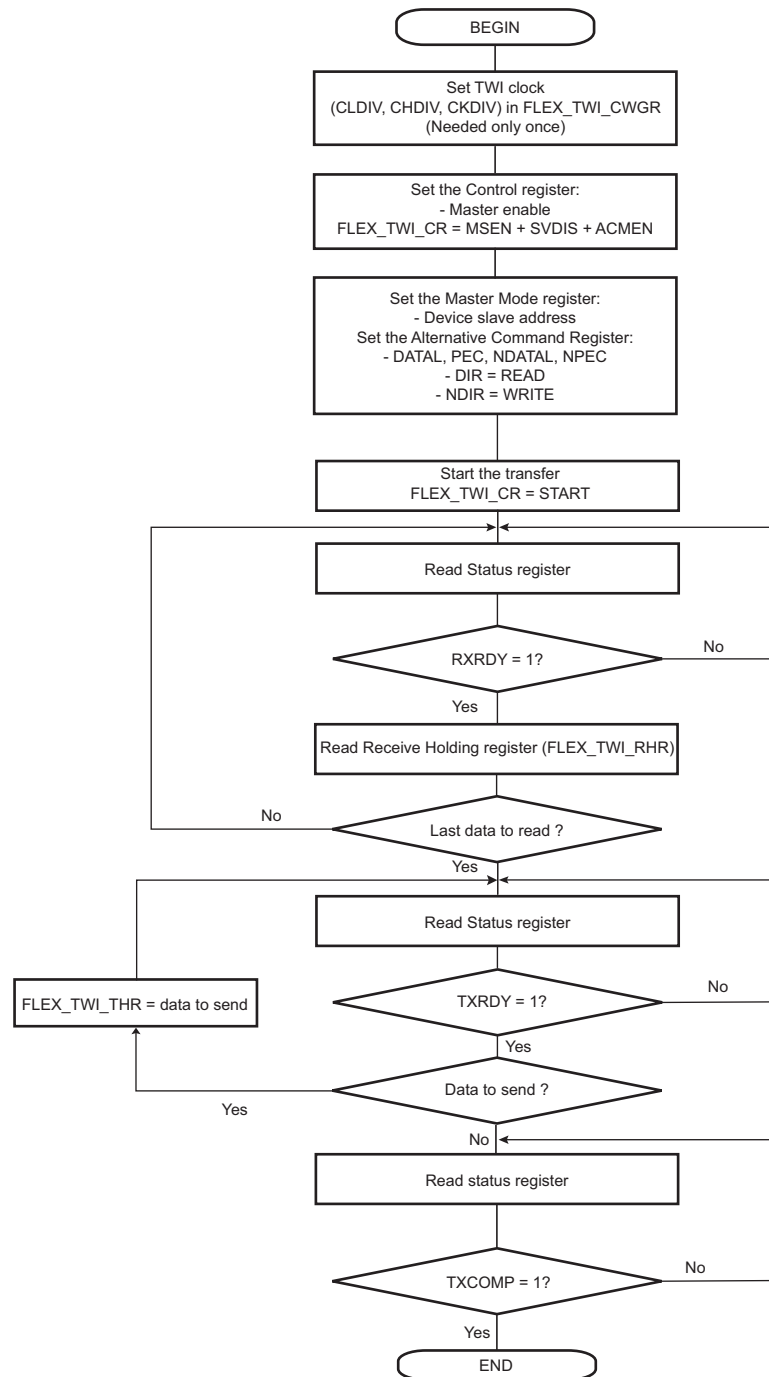 BEGIN
Set TWI clock
(CLDIV, CHDIV, CKDIV) in FLEX_TWI_CWGR
(Needed only once)
Set the Control register:
- Master enable
FLEX_TWI_CR = MSEN + SVDIS + ACMEN
Set the Master Mode register:
- Device slave address
Set the Alternative Command Register:
- DATAL, PEC, NDATAL, NPEC
- DIR = READ
- NDIR = WRITE
Start the transfer
FLEX_TWI_CR = START
Read Status register
RXRDY = 1?
No
Yes
Read Receive Holding register (FLEX_TWI_RHR)
No
Last data to read ?
Yes
Read Status register
FLEX_TWI_THR = data to send
TXRDY = 1?
No
Yes
Data to send ?
Yes
No
Read status register
TXCOMP = 1?
No
Yes
END